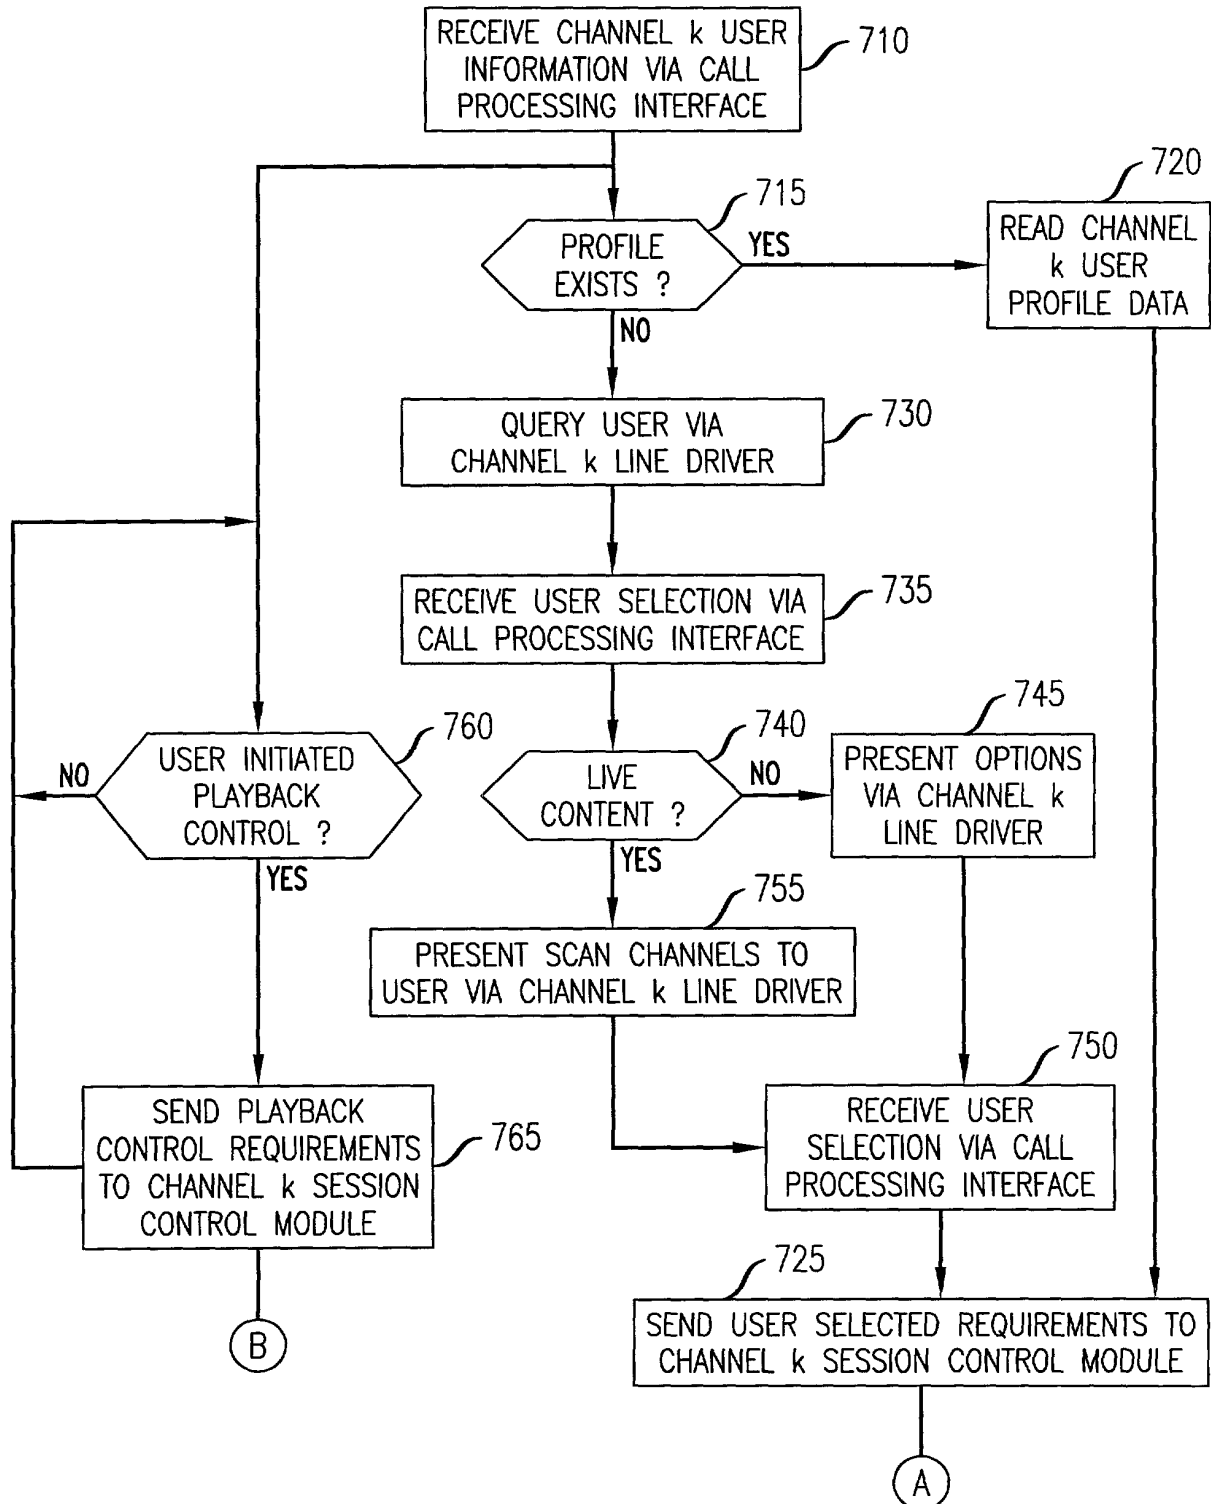 RECEIVE CHANNEL k USER
INFORMATION VIA CALL
PROCESSING INTERFACE
710
PROFILE
EXISTS ?
715
YES
NO
READ CHANNEL
k USER
PROFILE DATA
720
QUERY USER VIA
CHANNEL k LINE DRIVER
730
RECEIVE USER SELECTION VIA
CALL PROCESSING INTERFACE
735
USER INITIATED
PLAYBACK
CONTROL ?
760
NO
YES
LIVE
CONTENT ?
740
NO
YES
PRESENT OPTIONS
VIA CHANNEL k
LINE DRIVER
745
PRESENT SCAN CHANNELS TO
USER VIA CHANNEL k LINE DRIVER
755
SEND PLAYBACK
CONTROL REQUIREMENTS
TO CHANNEL k SESSION
CONTROL MODULE
765
RECEIVE USER
SELECTION VIA CALL
PROCESSING INTERFACE
750
SEND USER SELECTED REQUIREMENTS TO
CHANNEL k SESSION CONTROL MODULE
725
B
A